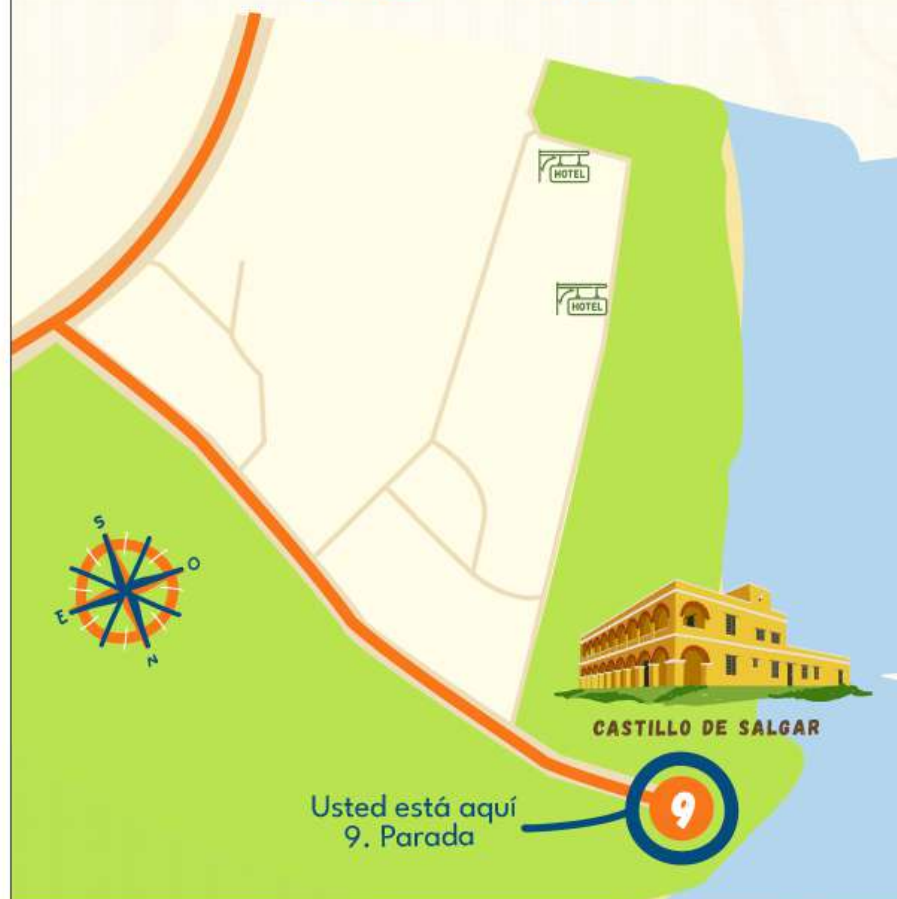 HOTEL
HOTEL
S
O
E
N
CASTILLO DE SALGAR
Usted está aquí
9. Parada
9